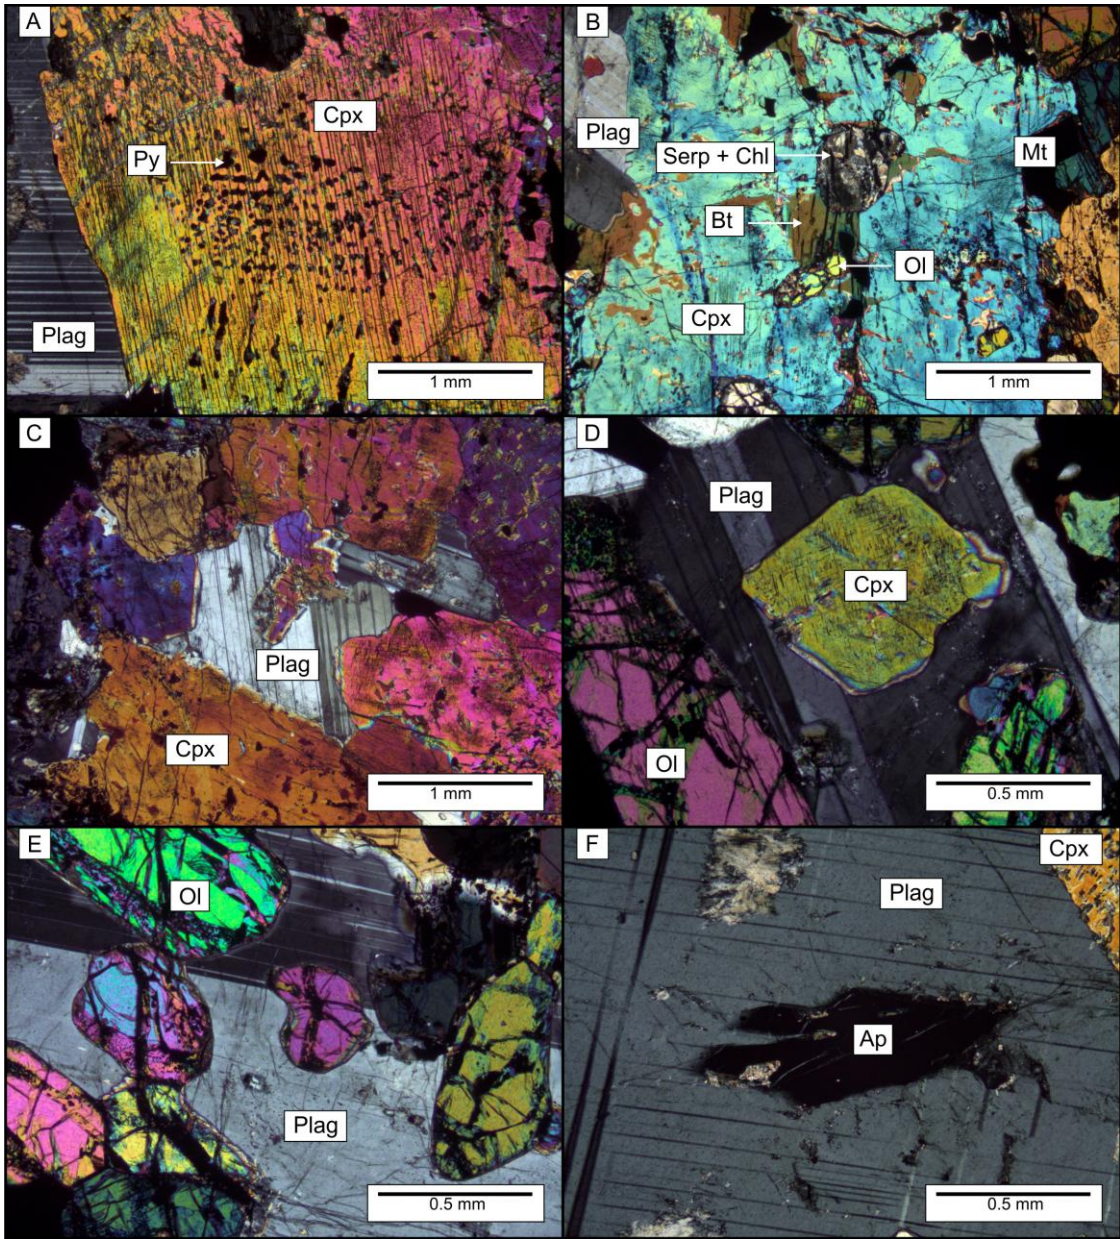 A
Cpx
Py
Plag
1 mm
B
Plag
Serp + Chl
Mt
Bt
Ol
Cpx
1 mm
C
Plag
Cpx
1 mm
D
Plag
Cpx
Ol
0.5 mm
E
Ol
Plag
0.5 mm
F
Cpx
Plag
Ap
0.5 mm